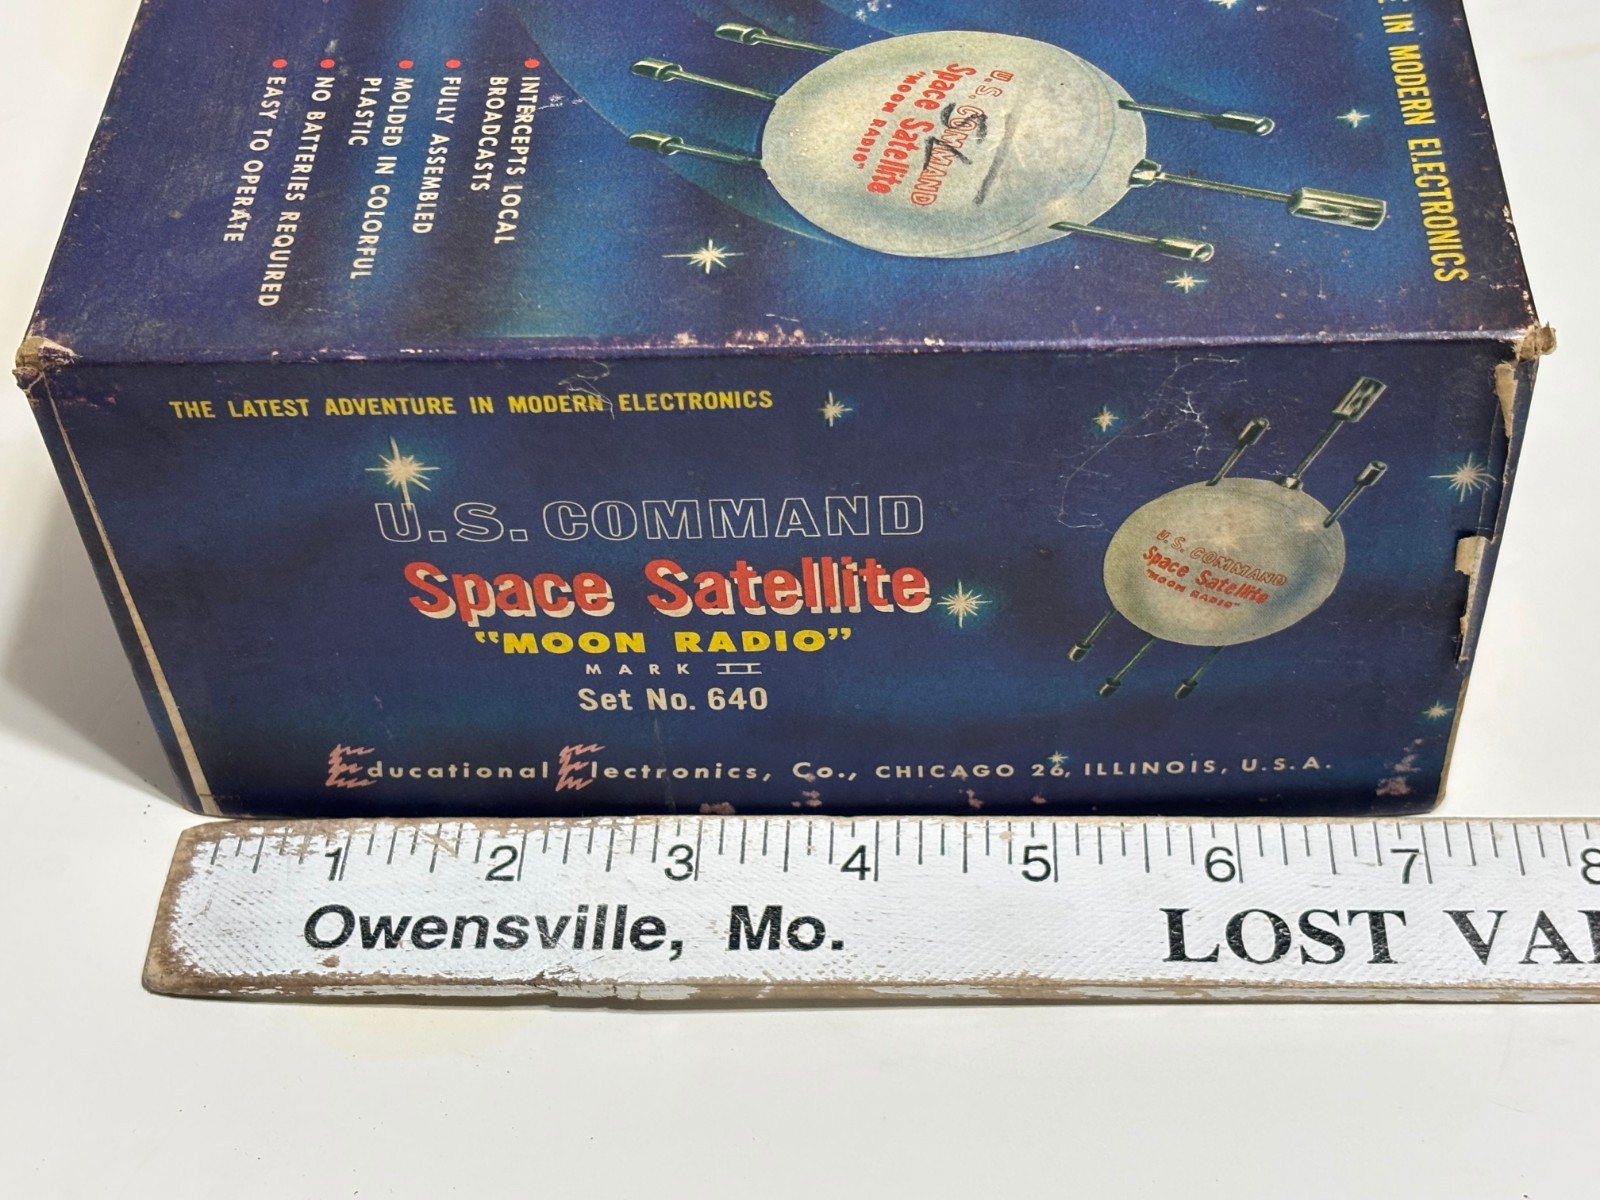 INTERCEPTS LOCAL
BROADCASTS
FULLY ASSEMBLED
MOLDED IN COLORFUL
PLASTIC
NO BATTERIES REQUIRED
EASY TO OPERATE
U.S. COMMAND
Space Satellite
"MOON RADIO"
IN MODERN ELECTRONICS
THE LATEST ADVENTURE IN MODERN ELECTRONICS
U.S. COMMAND
Space Satellite
"MOON RADIO"
MARK II
Set No. 640
Educational Electronics, Co., CHICAGO 26, ILLINOIS, U.S.A.
U.S. COMMAND
Space Satellite
"MOON RADIO"
1 2 3 4 5 6 7 8
Owensville, Mo. LOST VA